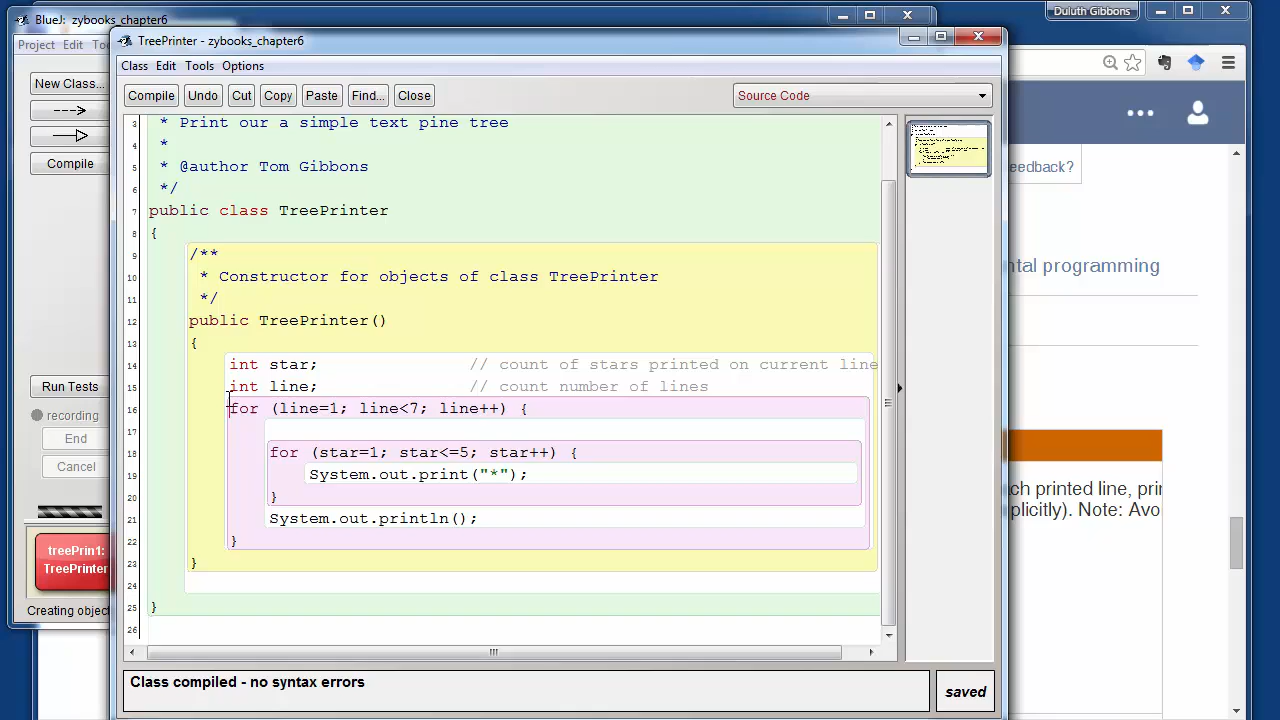 BlueJ: zybooks_chapter6
Duluth Gibbons
Project Edit
New Class...
Compile
Run Tests
recording
End
Cancel
treePrin1:
TreePrinter
TreePrinter - zybooks_chapter6
Class Edit Tools Options
Compile Undo Cut Copy Paste Find... Close Source Code
3 * Print our a simple text pine tree
4 *
5 * @author Tom Gibbons
6 */
7 public class TreePrinter
8 {
9 /**
10 * Constructor for objects of class TreePrinter
11 */
12 public TreePrinter()
13 {
14 int star; // count of stars printed on current line
15 int line; // count number of lines
16 for (line=1; line<7; line++) {
17
18 for (star=1; star<=5; star++) {
19 System.out.print("*");
20 }
21 System.out.println();
22 }
23 }
24
25 }
26
Class compiled - no syntax errors
saved
eedback?
ntal programming
ch printed line, prin
plicitly). Note: Avo